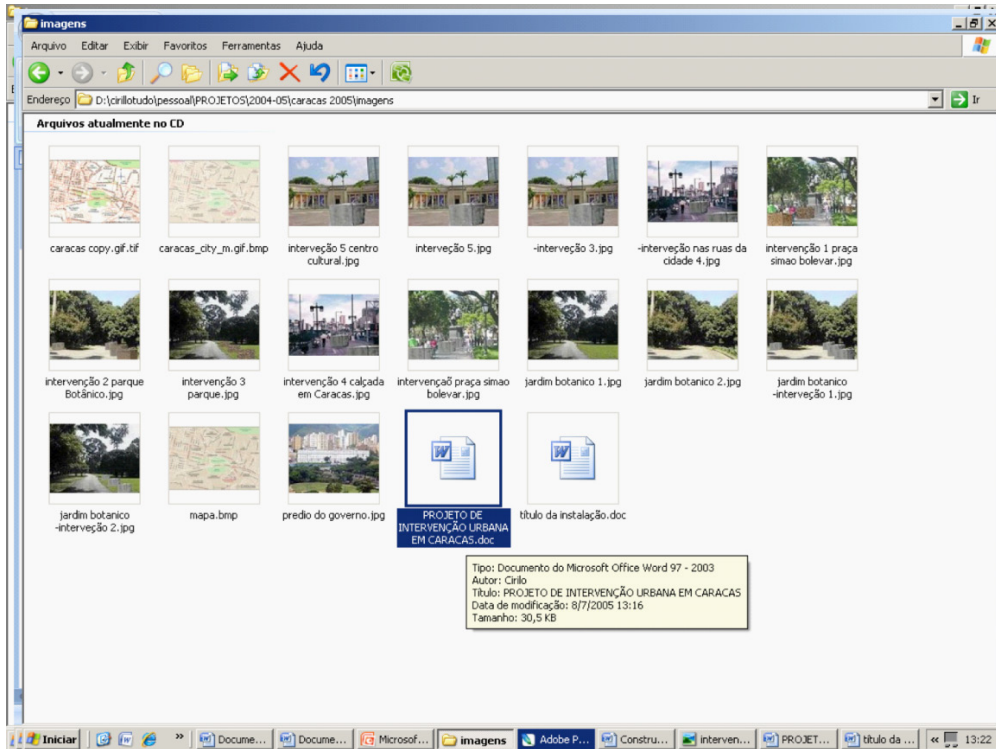 imagens
Arquivo Editar Exibir Favoritos Ferramentas Ajuda
Endereço D:\cirillotudo\pessoal\PROJETOS\2004-05\caracas 2005\imagens Ir
Arquivos atualmente no CD
caracas copy.gif.tif
caracas_city_m.gif.bmp
interveção 5 centro
cultural.jpg
interveção 5.jpg
-interveção 3.jpg
-interveção nas ruas da
cidade 4.jpg
intervenção 1 praça
simao bolevar.jpg
intervenção 2 parque
Botânico.jpg
intervenção 3
parque.jpg
intervenção 4 calçada
em Caracas.jpg
intervençaõ praça simao
bolevar.jpg
jardim botanico 1.jpg
jardim botanico 2.jpg
jardim botanico
-interveção 1.jpg
jardim botanico
-interveção 2.jpg
mapa.bmp
predio do governo.jpg
PROJETO DE
INTERVENÇÃO URBANA
EM CARACAS.doc
título da instalação.doc
Tipo: Documento do Microsoft Office Word 97 - 2003
Autor: Cirilo
Título: PROJETO DE INTERVENÇÃO URBANA EM CARACAS
Data de modificação: 8/7/2005 13:16
Tamanho: 30,5 KB
Iniciar » Docume... Docume... Microsof... imagens Adobe P... Constru... interven... PROJET... título da ... « 13:22